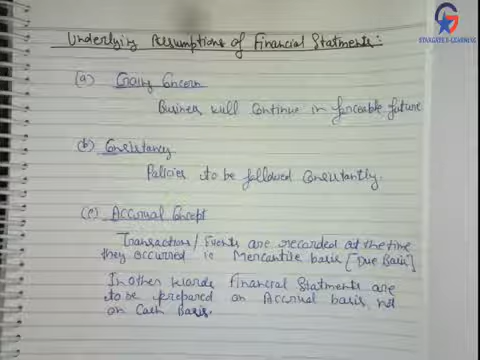 STARGATE E-LEARNING
Underlying Assumptions of Financial Statments:
(a) Going Concern
Business will Continue in forceable future
(b) Consistancy
Policies to be followed Consistantly.
(c) Accrual Concept
Transactions/Events are recorded at the time
they occurred ie Mercantile basis [Due Basis]
In other words Financial Statments are
to be prepared on Accrual basis not
on Cash Basis.